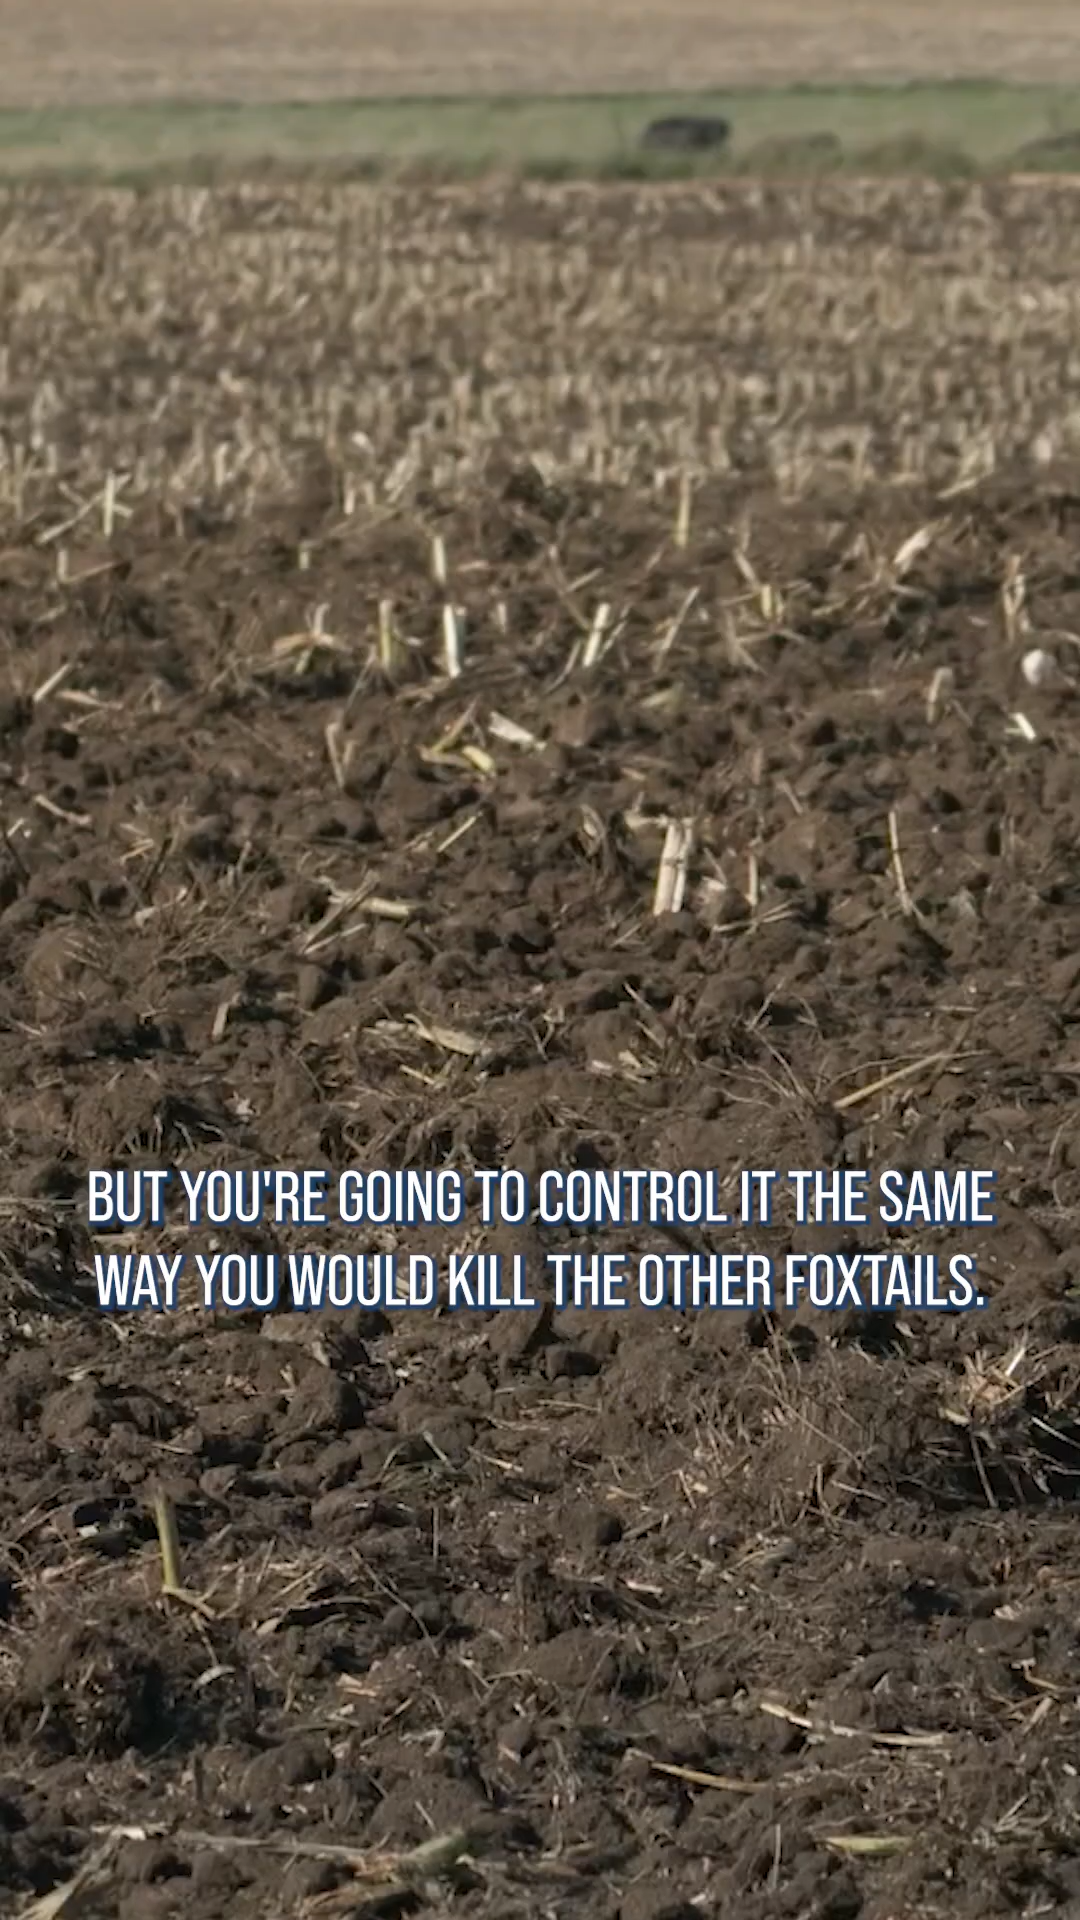 BUT YOU'RE GOING TO CONTROL IT THE SAME
WAY YOU WOULD KILL THE OTHER FOXTAILS.